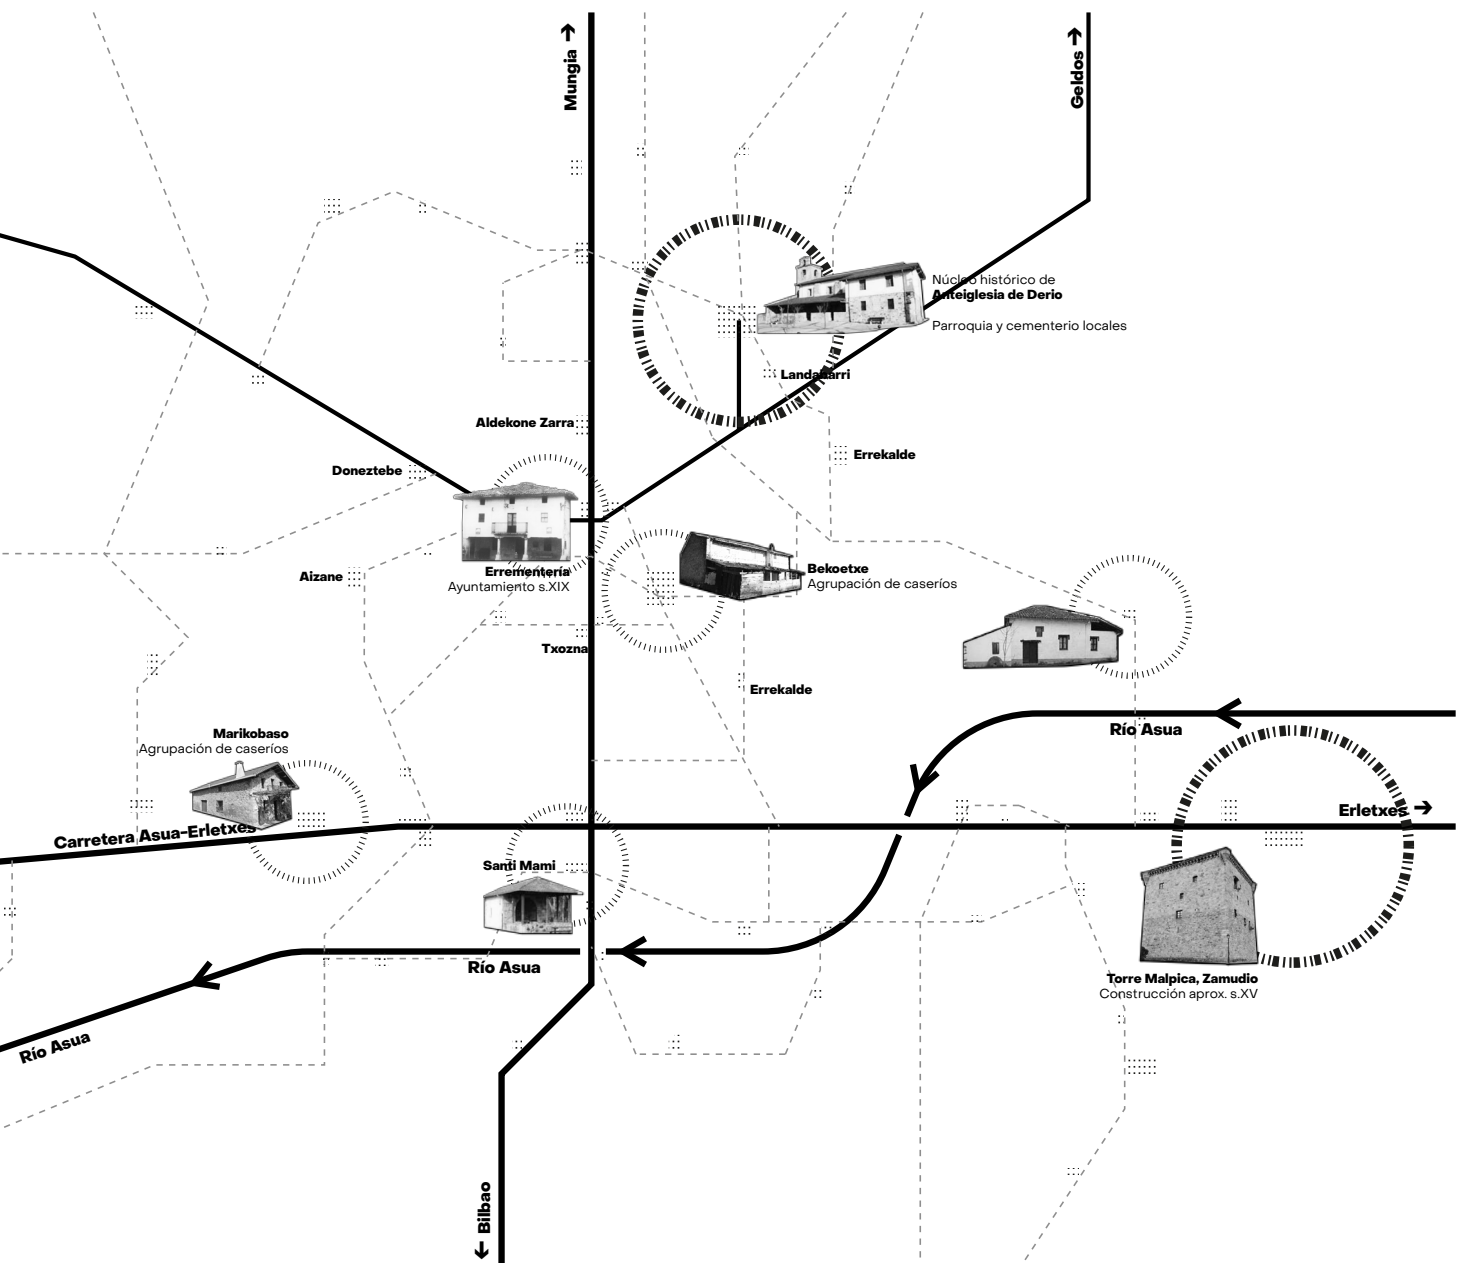 Mungia →
Geldos →
Núcleo histórico de
Anteiglesia de Derio
Parroquia y cementerio locales
Landabarri
Aldekone Zarra
Errekalde
Doneztebe
Errementeria
Ayuntamiento s.XIX
Aizane
Bekoetxe
Agrupación de caseríos
Txozna
Errekalde
Río Asua
Marikobaso
Agrupación de caseríos
Carretera Asua-Erletxes
Erletxes →
Santi Mami
Río Asua
Torre Malpica, Zamudio
Construcción aprox. s.XV
Río Asua
← Bilbao